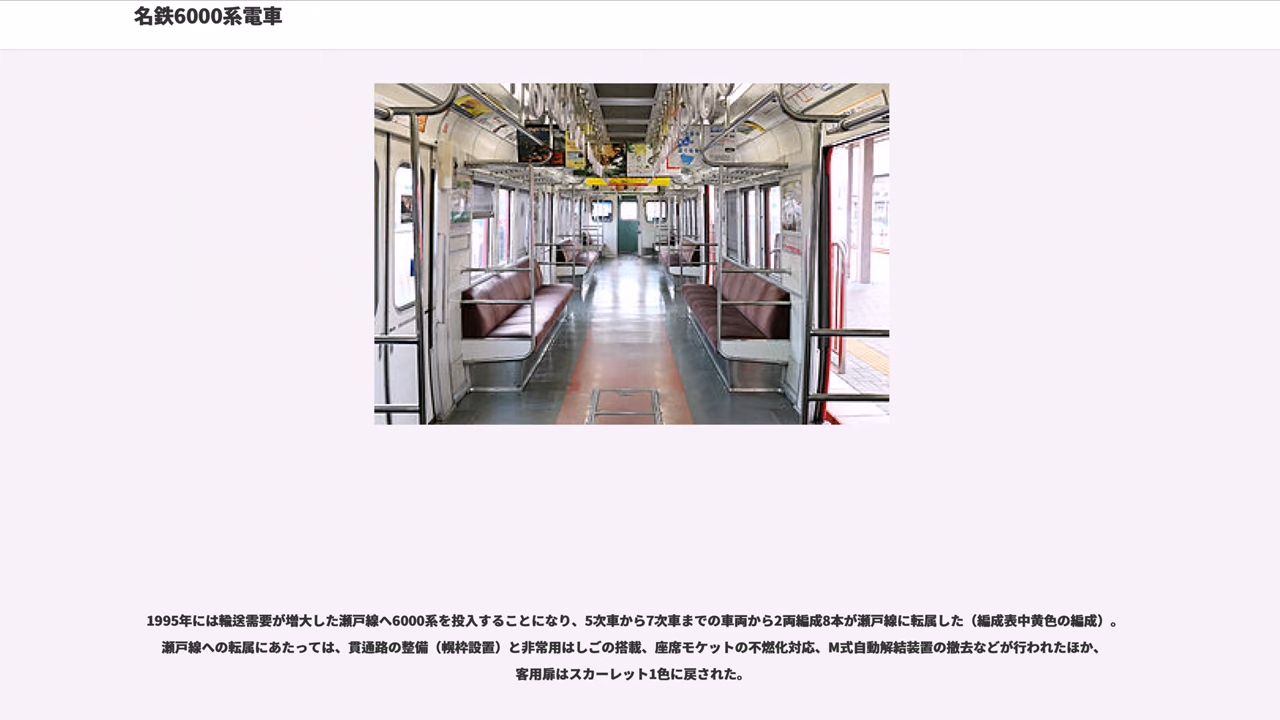 名鉄6000系電車
1995年には輸送需要が増大した瀬戸線へ6000系を投入することになり、5次車から7次車までの車両から2両編成8本が瀬戸線に転属した（編成表中黄色の編成）。
瀬戸線への転属にあたっては、貫通路の整備（幌枠設置）と非常用はしごの搭載、座席モケットの不燃化対応、M式自動解結装置の撤去などが行われたほか、
客用扉はスカーレット1色に戻された。